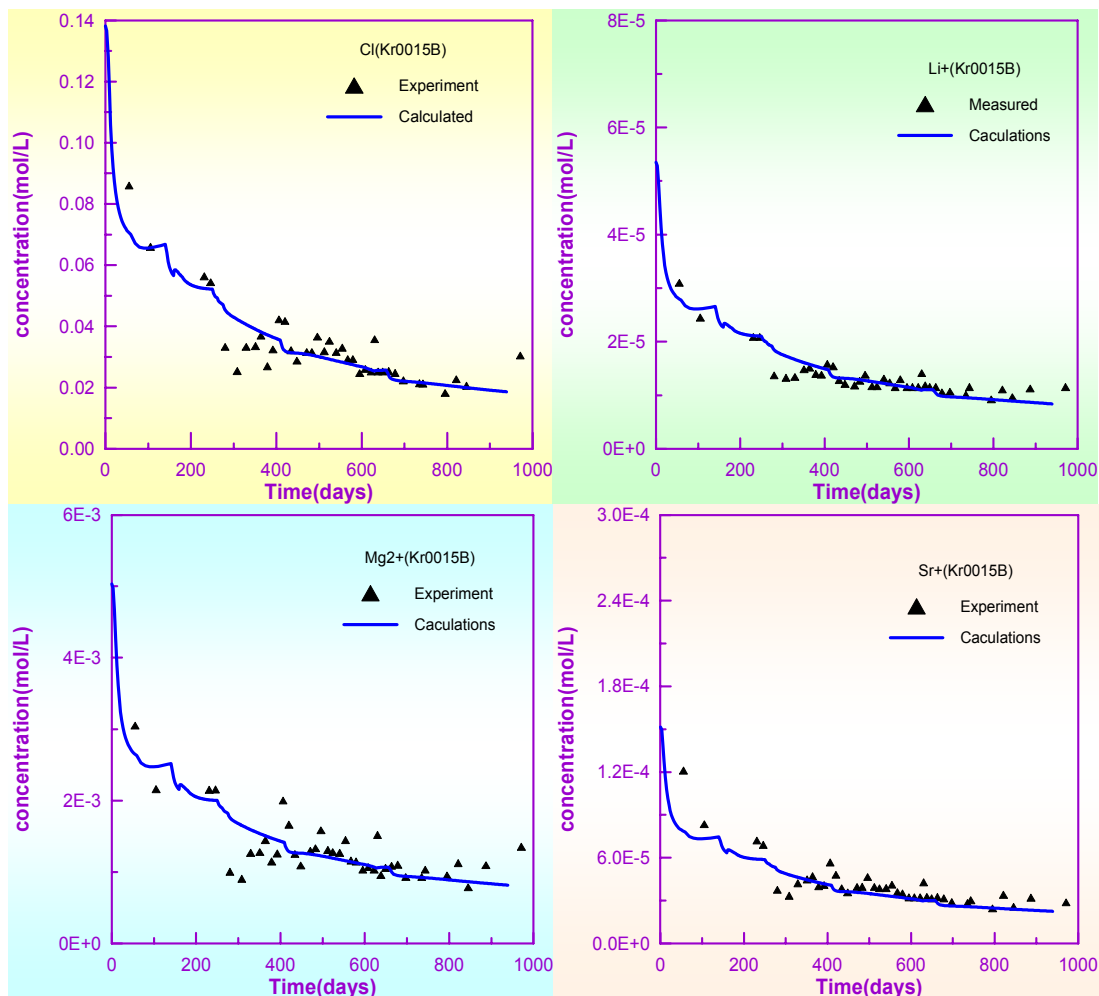 0.14
0.12
0.10
0.08
0.06
0.04
0.02
0.00
concentration(mol/L)
Cl(Kr0015B)
Experiment
Calculated
0
200
400
600
800
1000
Time(days)
8E-5
6E-5
4E-5
2E-5
0E+0
concentration(mol/L)
Li+(Kr0015B)
Measured
Caculations
0
200
400
600
800
1000
Time(days)
6E-3
4E-3
2E-3
0E+0
concentration(mol/L)
Mg2+(Kr0015B)
Experiment
Caculations
0
200
400
600
800
1000
Time(days)
3.0E-4
2.4E-4
1.8E-4
1.2E-4
6.0E-5
0.0E+0
concentration(mol/L)
Sr+(Kr0015B)
Experiment
Caculations
0
200
400
600
800
1000
Time(days)